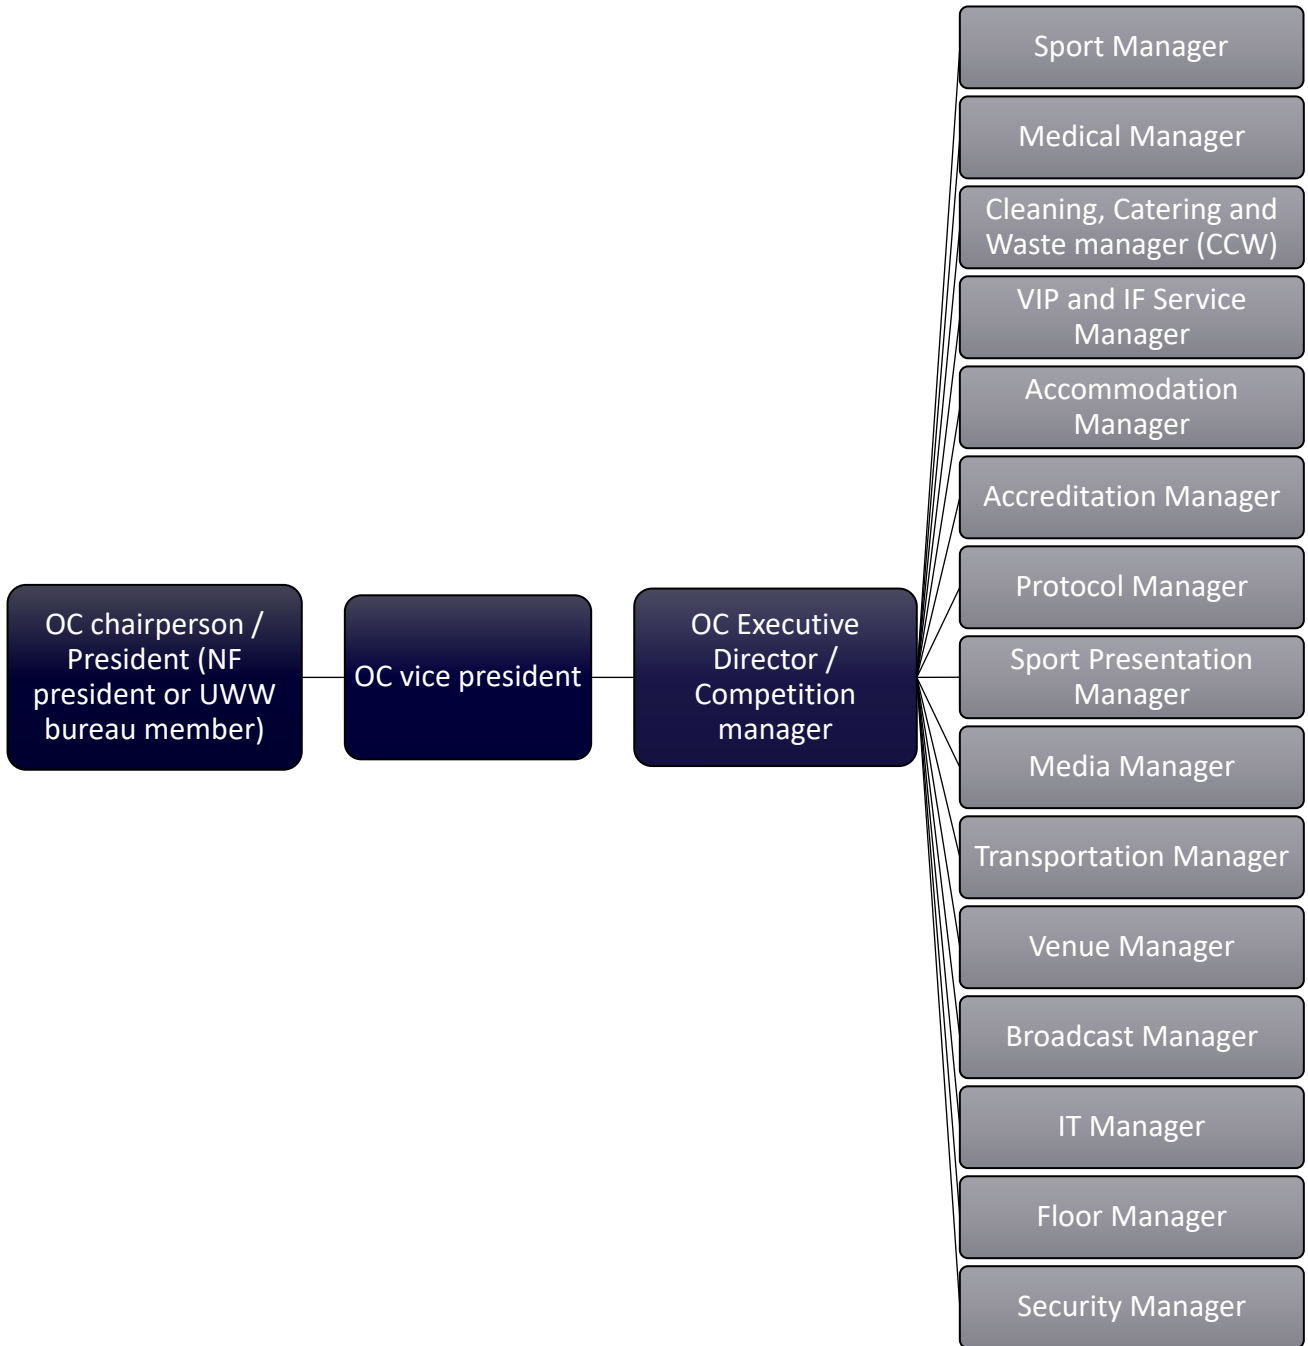 OC chairperson /
President (NF
president or UWW
bureau member)
OC vice president
OC Executive
Director /
Competition
manager
Sport Manager
Medical Manager
Cleaning, Catering and
Waste manager (CCW)
VIP and IF Service
Manager
Accommodation
Manager
Accreditation Manager
Protocol Manager
Sport Presentation
Manager
Media Manager
Transportation Manager
Venue Manager
Broadcast Manager
IT Manager
Floor Manager
Security Manager